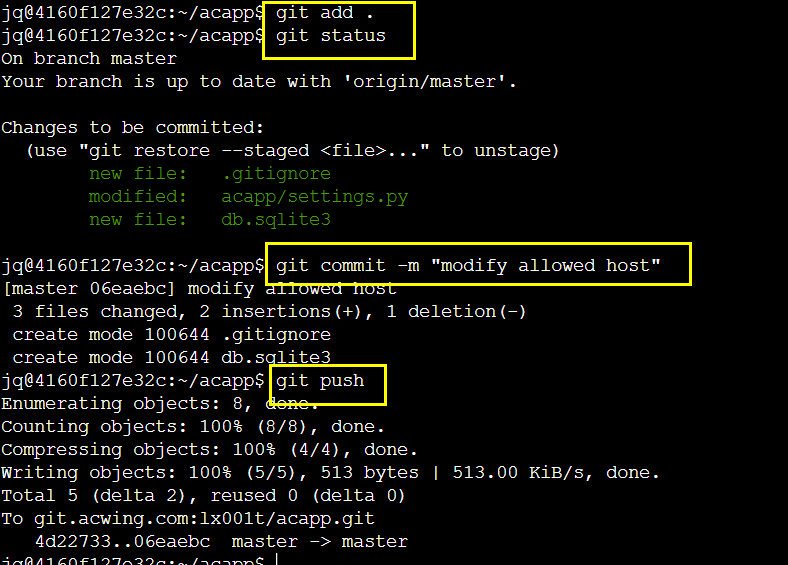 jq@4160f127e32c:~/acapp$ git add .
jq@4160f127e32c:~/acapp$ git status
On branch master
Your branch is up to date with 'origin/master'.
Changes to be committed:
  (use "git restore --staged <file>..." to unstage)
        new file:   .gitignore
        modified:   acapp/settings.py
        new file:   db.sqlite3
jq@4160f127e32c:~/acapp$ git commit -m "modify allowed host"
[master 06eaebc] modify allowed host
 3 files changed, 2 insertions(+), 1 deletion(-)
 create mode 100644 .gitignore
 create mode 100644 db.sqlite3
jq@4160f127e32c:~/acapp$ git push
Enumerating objects: 8, done.
Counting objects: 100% (8/8), done.
Compressing objects: 100% (4/4), done.
Writing objects: 100% (5/5), 513 bytes | 513.00 KiB/s, done.
Total 5 (delta 2), reused 0 (delta 0)
To git.acwing.com:lx001t/acapp.git
   4d22733..06eaebc  master -> master
jq@4160f127e32c:~/acapp$